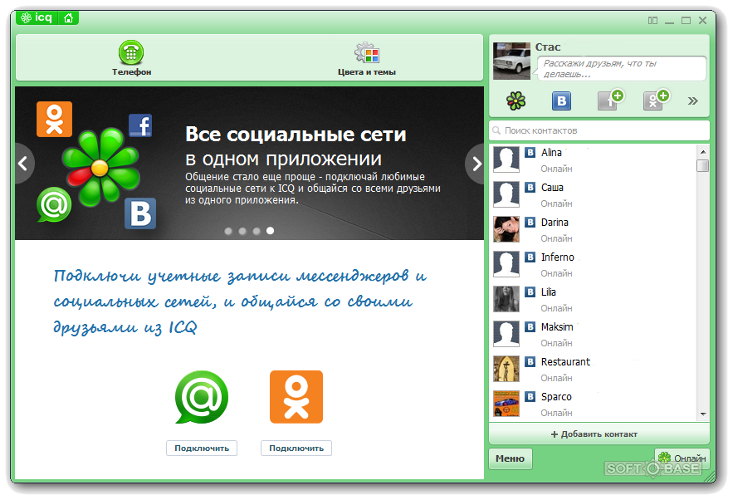 icq
Телефон
Цвета и темы
Все социальные сети
в одном приложении
Общение стало еще проще - подключай любимые
социальные сети к ICQ и общайся со всеми друзьями
из одного приложения.
Подключи учетные записи мессенджеров и
социальных сетей, и общайся со своими
друзьями из ICQ
Подключить
Подключить
Стас
Расскажи друзьям, что ты
делаешь...
Поиск контактов
Alina
Онлайн
Саша
Онлайн
Darina
Онлайн
Inferno
Онлайн
Lilia
Онлайн
Maksim
Онлайн
Restaurant
Онлайн
Sparco
Онлайн
+ Добавить контакт
Меню
Онлайн
SOFT BASE